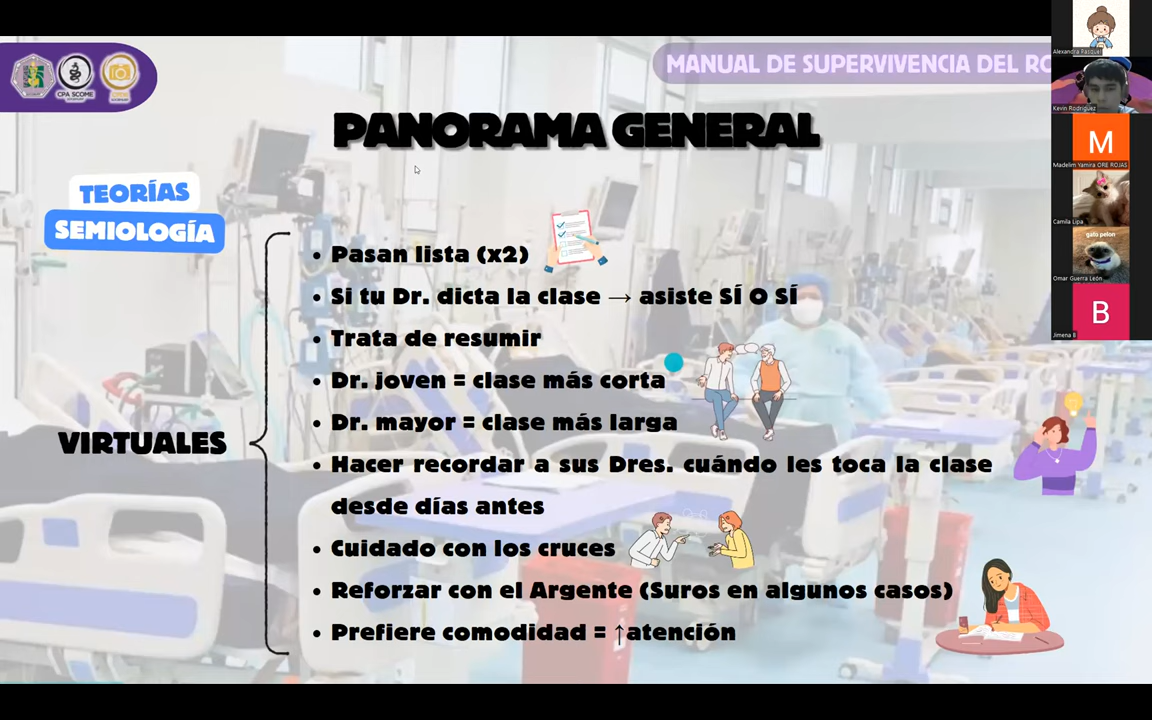 MANUAL DE SUPERVIVENCIA DEL
PANORAMA GENERAL
CPA SCOME
TEORÍAS
SEMIOLOGÍA
VIRTUALES
• Pasan lista (x2)
• Si tu Dr. dicta la clase → asiste SÍ O SÍ
• Trata de resumir
• Dr. joven = clase más corta
• Dr. mayor = clase más larga
• Hacer recordar a sus Dres. cuándo les toca la clase
desde días antes
• Cuidado con los cruces
• Reforzar con el Argente (Suros en algunos casos)
• Prefiere comodidad = ↑atención
Alexandra Pasquel
Kevin Rodriguez
M
Madelim Yamira ORE ROJAS
Camila Lipa
gato pelon
Omar Guerra León
B
Jimena B